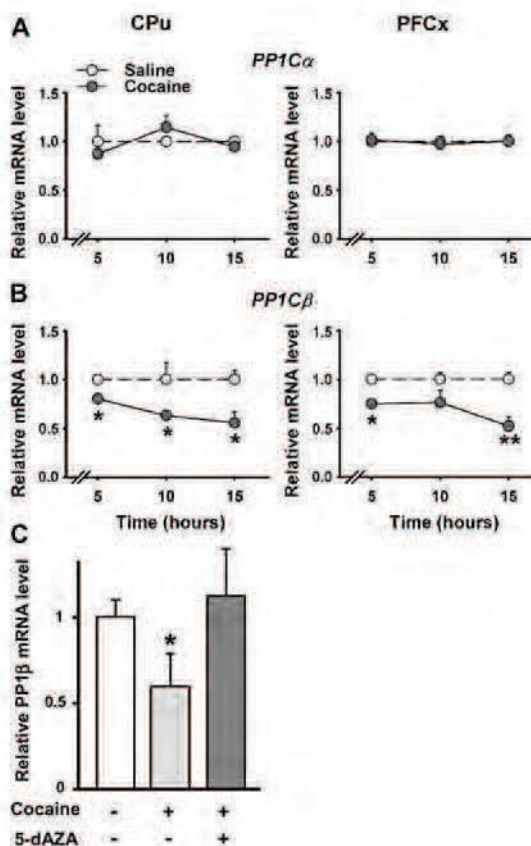 A CPu PFCx
Saline
Cocaine
PP1Cα
Relative mRNA level
1.5
1.0
0.5
0.0
5 10 15
Relative mRNA level
1.5
1.0
0.5
0.0
5 10 15
B PP1Cβ
Relative mRNA level
1.5
1.0
0.5
0.0
* * *
5 10 15
Time (hours)
Relative mRNA level
1.5
1.0
0.5
0.0
* **
5 10 15
Time (hours)
C
Relative PP1β mRNA level
1
0.5
0
*
Cocaine - + +
5-dAZA - - +